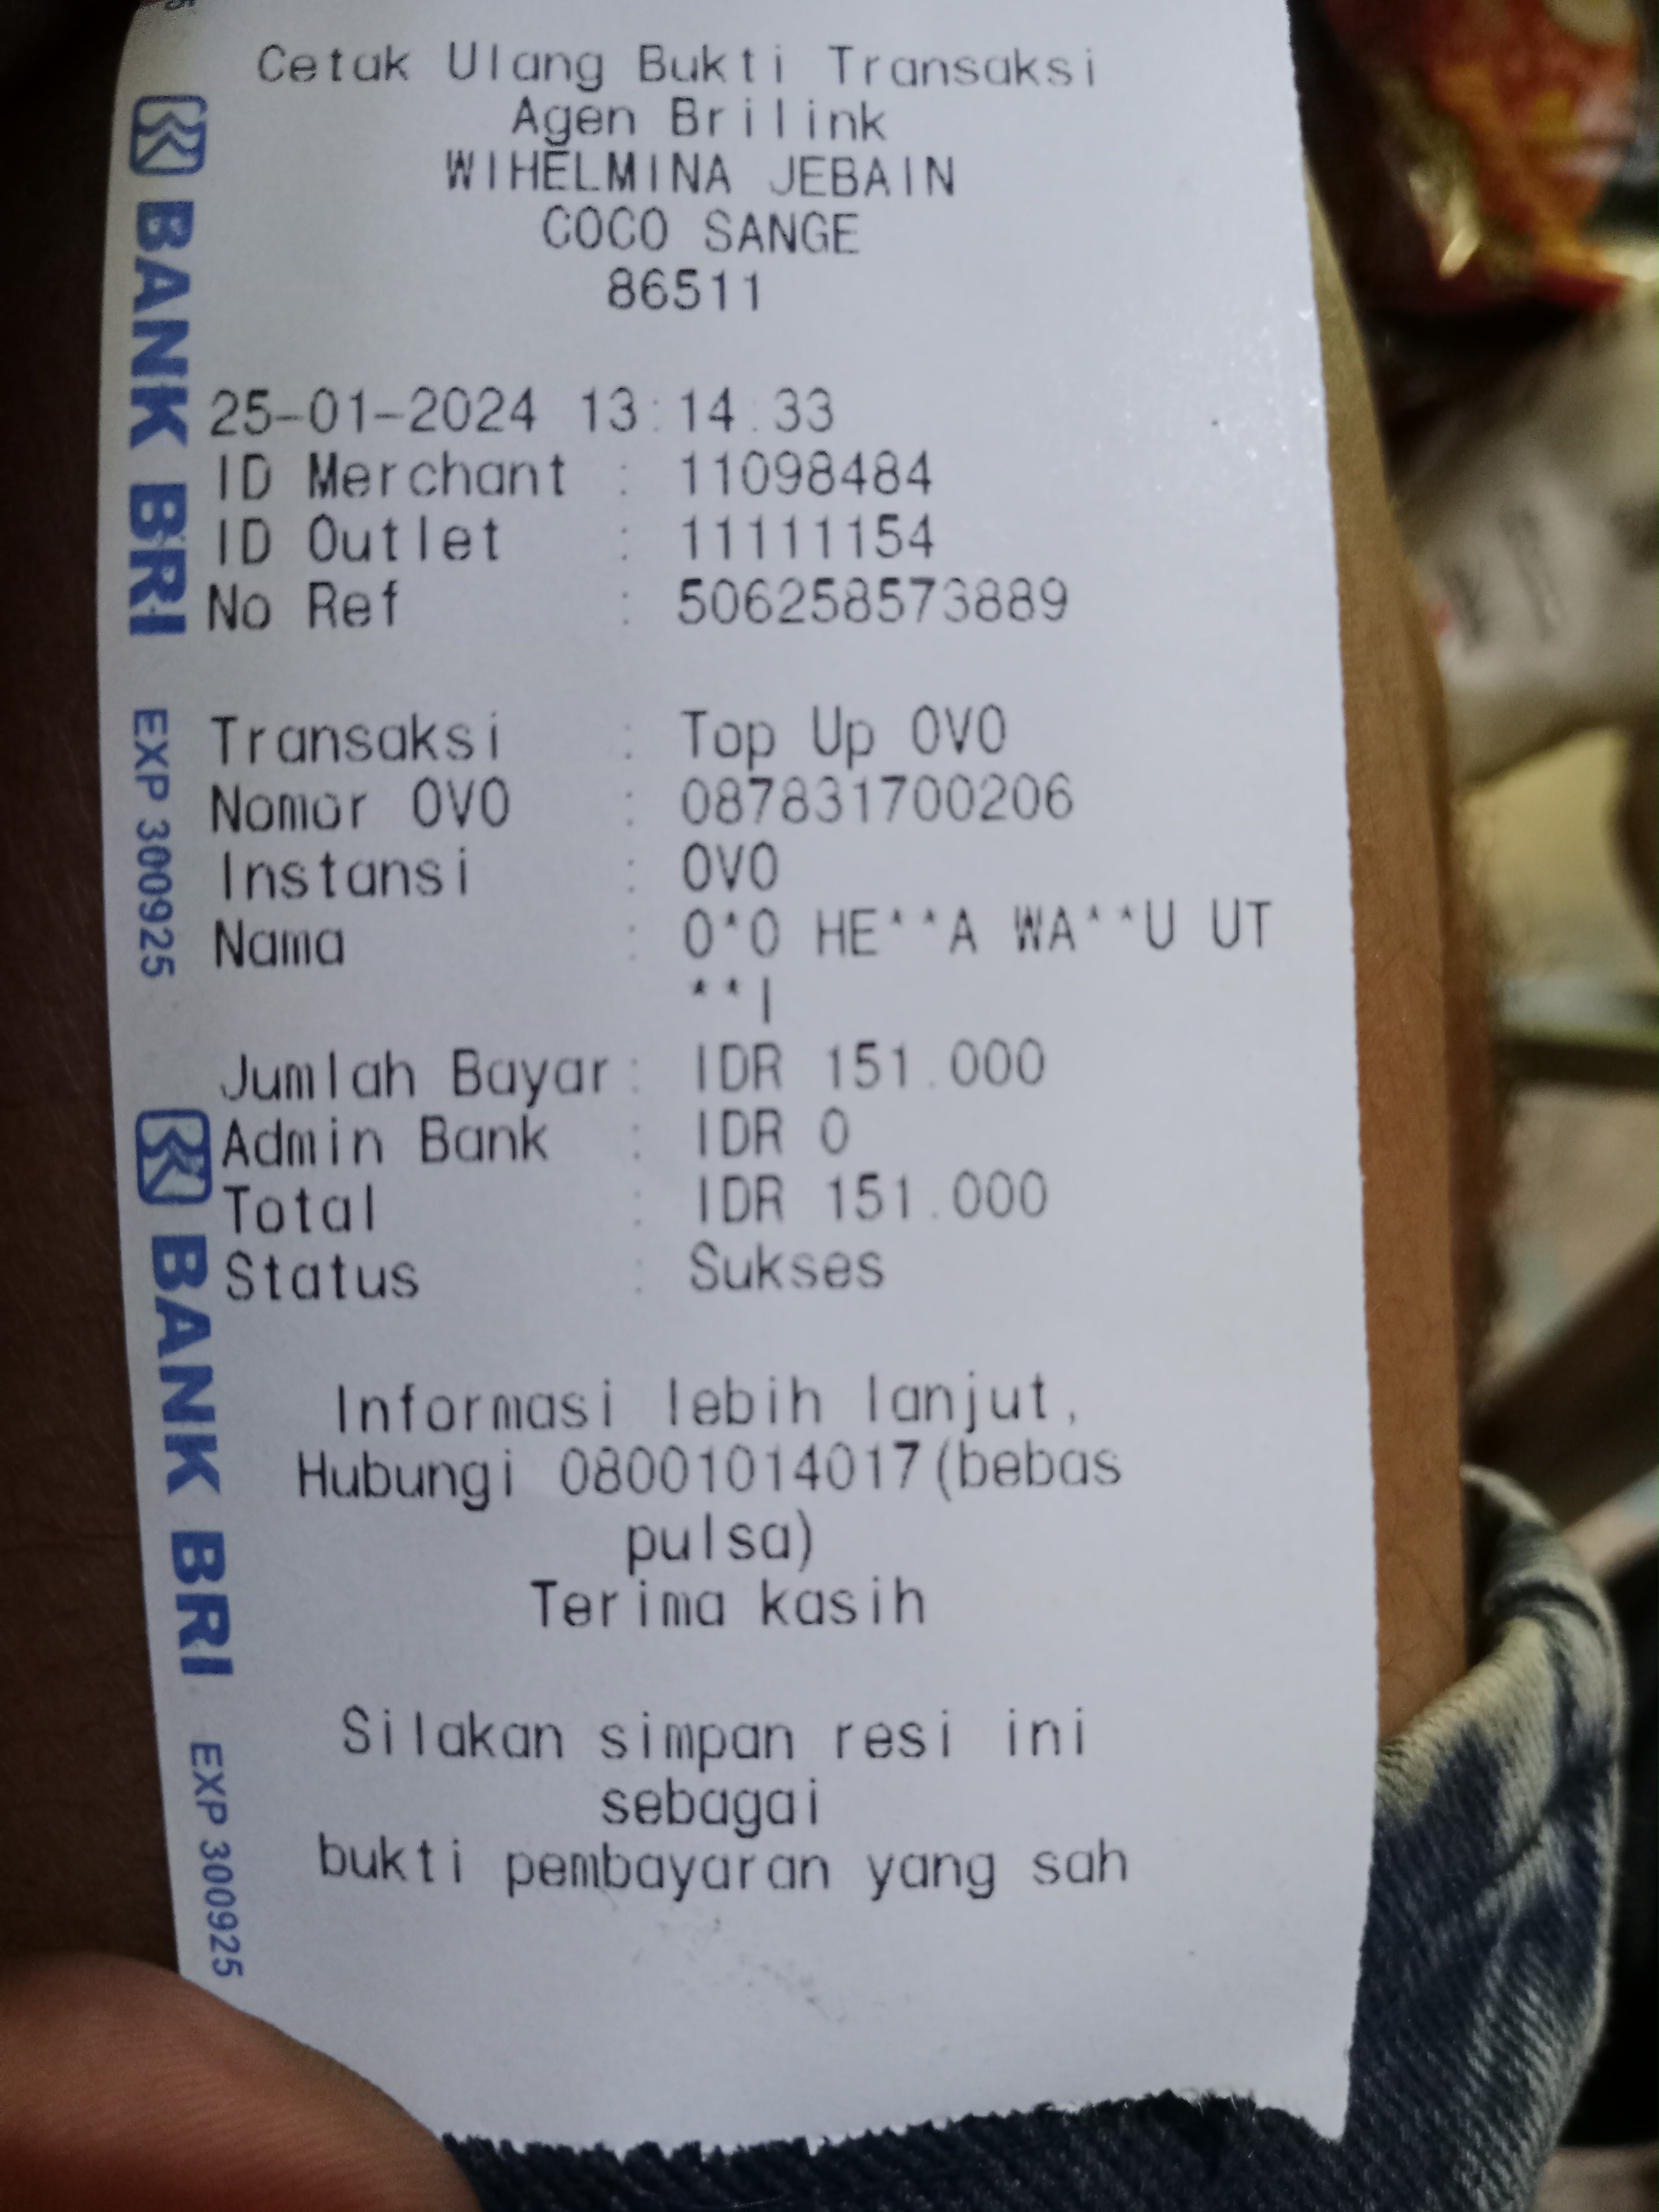 Cetak Ulang Bukti Transaksi
Agen Brilink
WIHELMINA JEBAIN
COCO SANGE
86511
25-01-2024 13:14:33
ID Merchant : 11098484
ID Outlet : 11111154
No Ref : 506258573889
Transaksi : Top Up OVO
Nomor OVO : 087831700206
Instansi : OVO
Nama : O*O HE**A WA**U UT
**I
Jumlah Bayar: IDR 151.000
Admin Bank : IDR 0
Total : IDR 151.000
Status : Sukses
Informasi lebih lanjut,
Hubungi 08001014017(bebas
pulsa)
Terima kasih
Silakan simpan resi ini
sebagai
bukti pembayaran yang sah
BANK BRI EXP 300925
BANK BRI EXP 300925